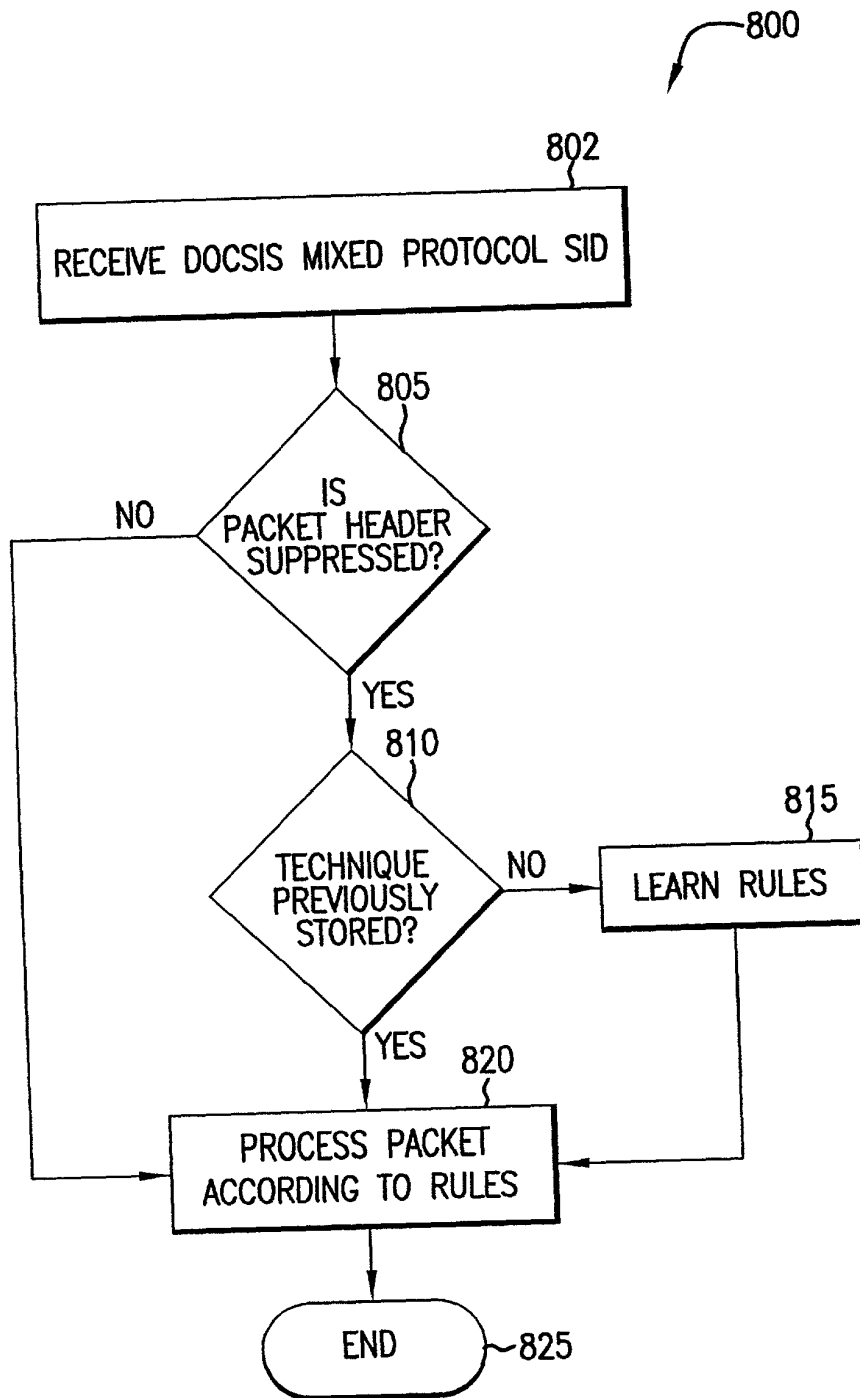 800
802
RECEIVE DOCSIS MIXED PROTOCOL SID
805
IS
PACKET HEADER
SUPPRESSED?
NO
YES
810
TECHNIQUE
PREVIOUSLY
STORED?
NO
815
LEARN RULES
YES
820
PROCESS PACKET
ACCORDING TO RULES
END
825